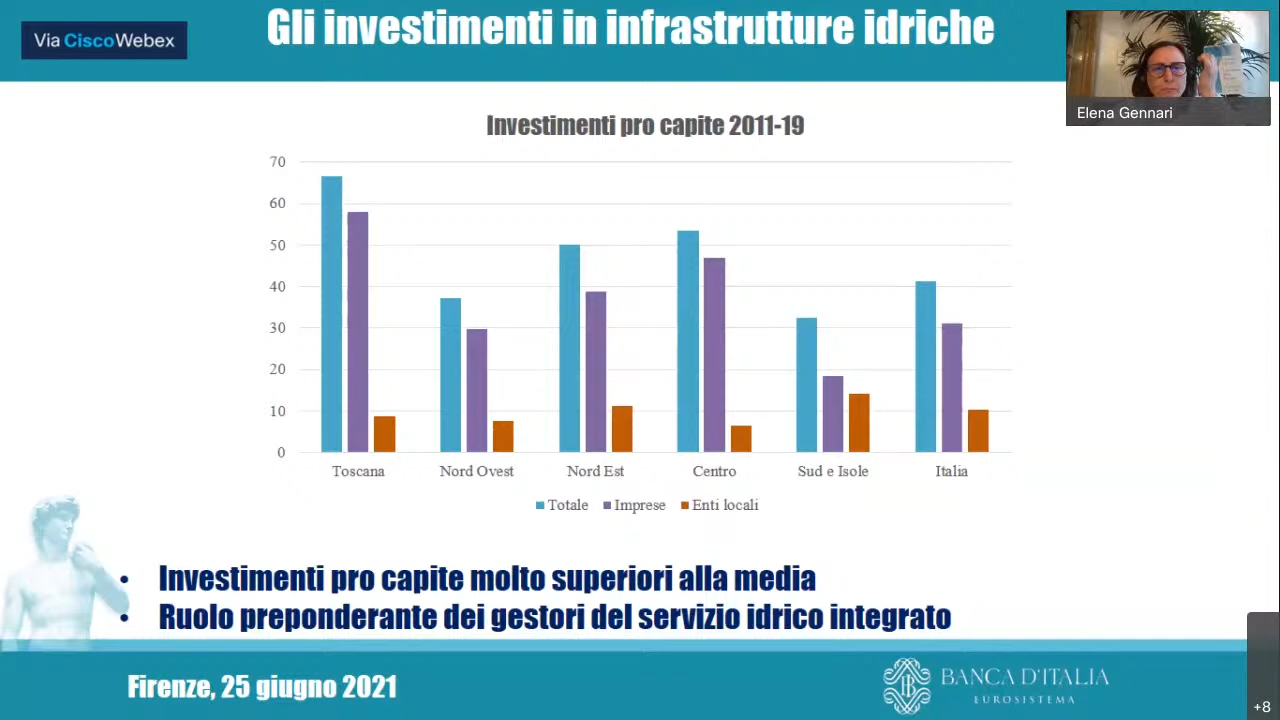 Gli investimenti in infrastrutture idriche
Via CiscoWebex
Elena Gennari
Investimenti pro capite 2011-19
70
60
50
40
30
20
10
0
Toscana Nord Ovest Nord Est Centro Sud e Isole Italia
Totale Imprese Enti locali
• Investimenti pro capite molto superiori alla media
• Ruolo preponderante dei gestori del servizio idrico integrato
Firenze, 25 giugno 2021
BANCA D'ITALIA
EUROSISTEMA
+8